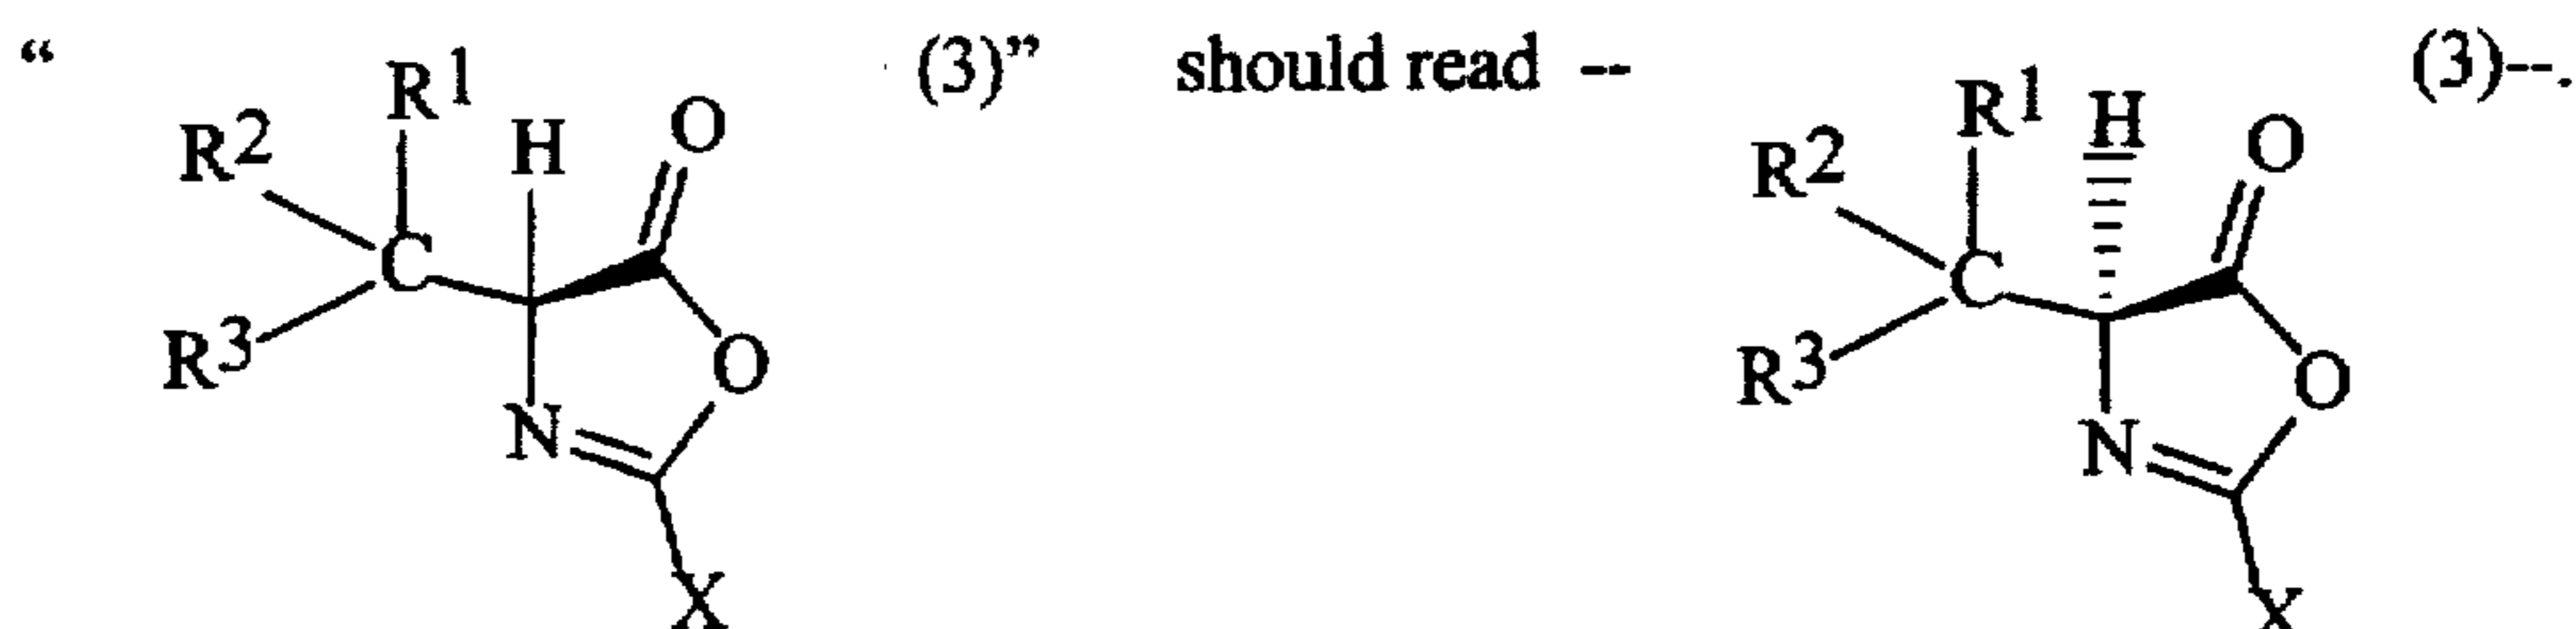 “ (3)” should read -- (3)--.
R1 H O R1 H O
R2 R2
C C
R3 O R3 O
N N
X X